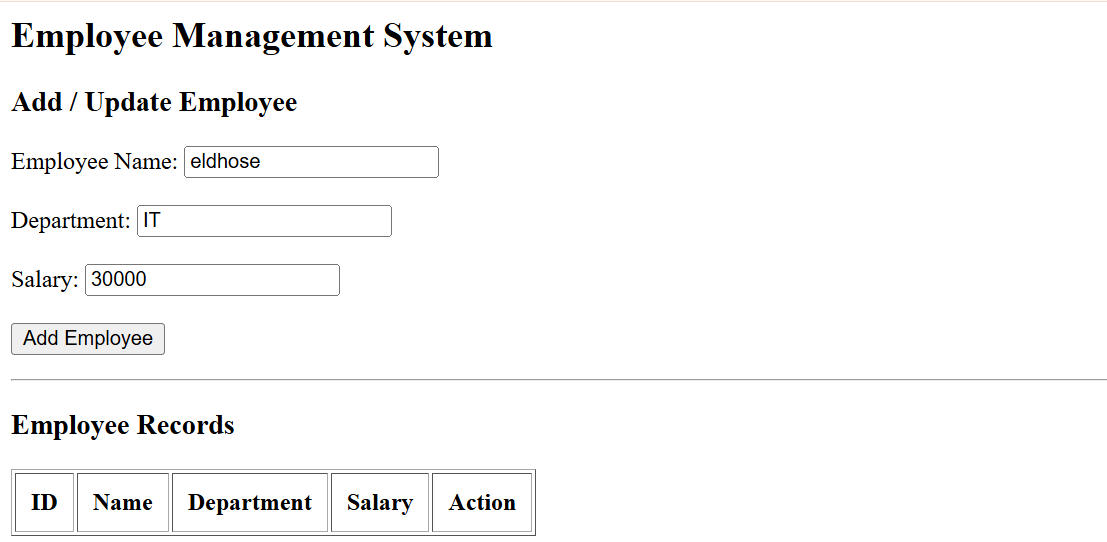 Employee Management System
Add / Update Employee
Employee Name: eldhose
Department: IT
Salary: 30000
Add Employee
Employee Records
ID Name Department Salary Action